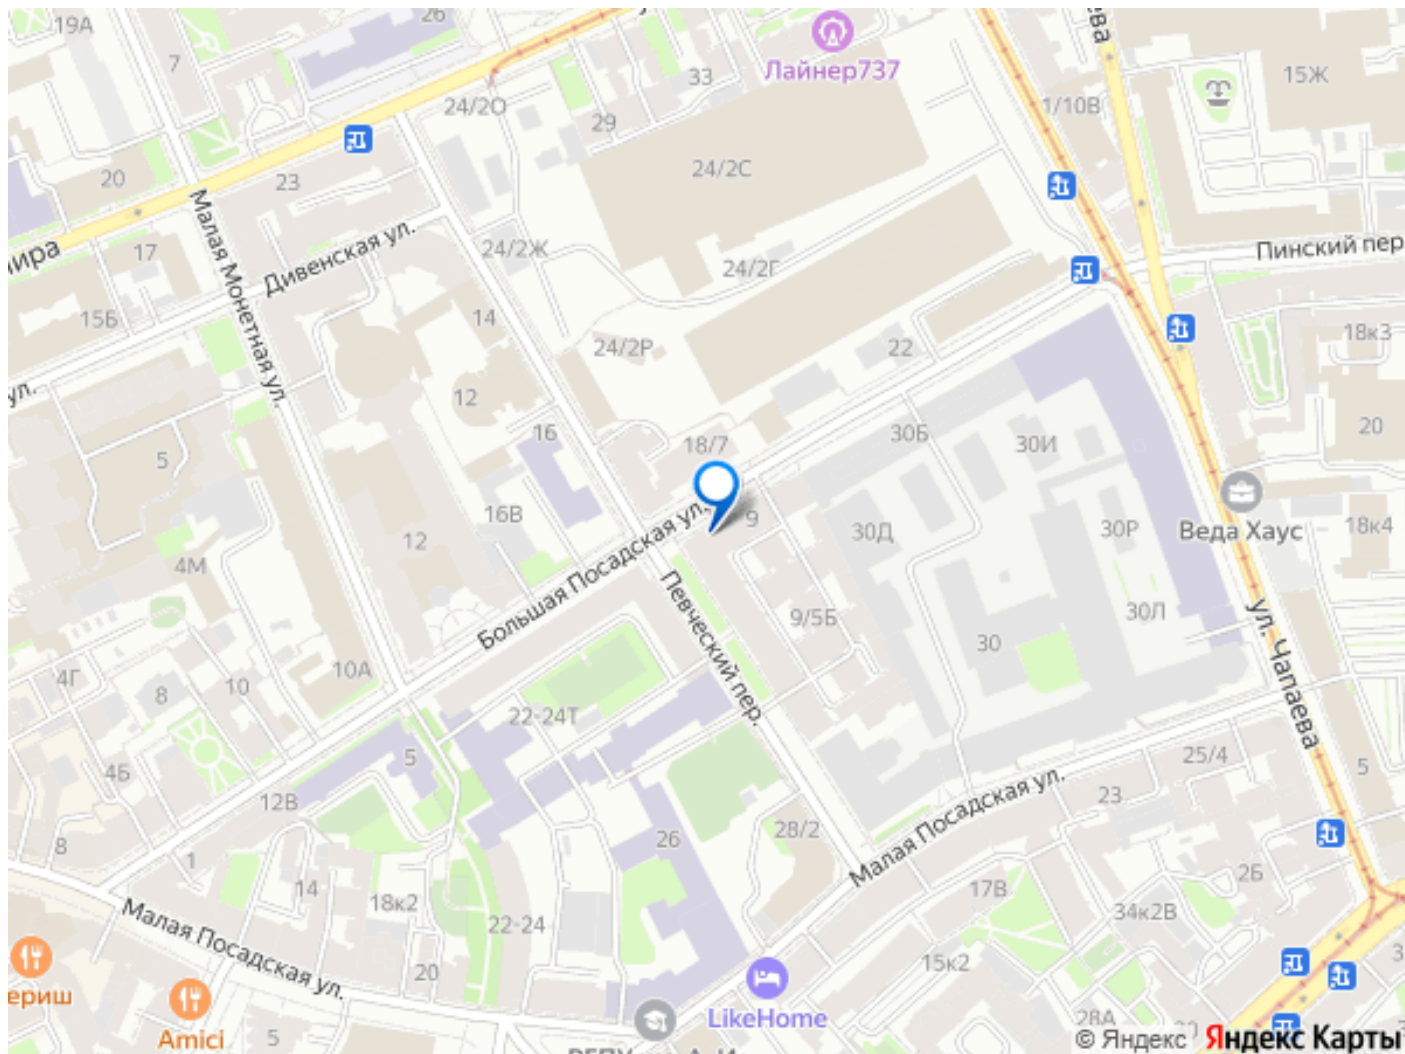 19А
26
7
Лайнер737
33
15Ж
24/2О
1/10В
29
24/2С
20
23
Малая Монетная ул.
Дивенская ул.
17
24/2Ж
24/2Г
Пинский пер
15Б
14
24/2Р
22
18к3
ул.
12
16
18/7
30Б
30И
20
5
16В
Большая Посадская ул.
9
30Д
30Р
Веда Хаус
18к4
12
4М
Певческий пер.
9/5Б
30Л
ул. Чапаева
30
4Г
8
10
10А
22-24Т
5
4Б
12В
25/4
5
23
Малая Посадская ул.
8
1
26
28/2
14
18к2
22-24
17В
2Б
34к2В
Малая Посадская ул.
20
15к2
ериш
Amici
5
LikeHome
28А
© Яндекс Яндекс Карты